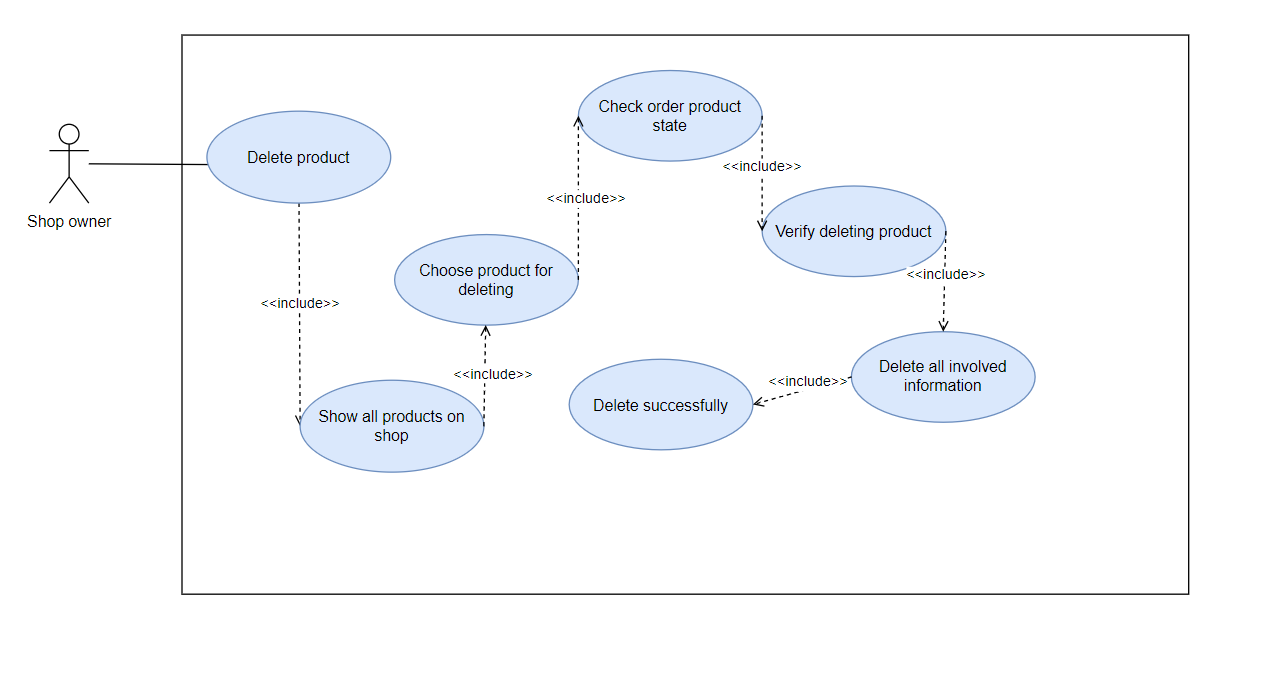 Shop owner
Delete product
<<include>>
Show all products on
shop
<<include>>
Choose product for
deleting
<<include>>
Check order product
state
<<include>>
Verify deleting product
<<include>>
Delete all involved
information
<<include>>
Delete successfully